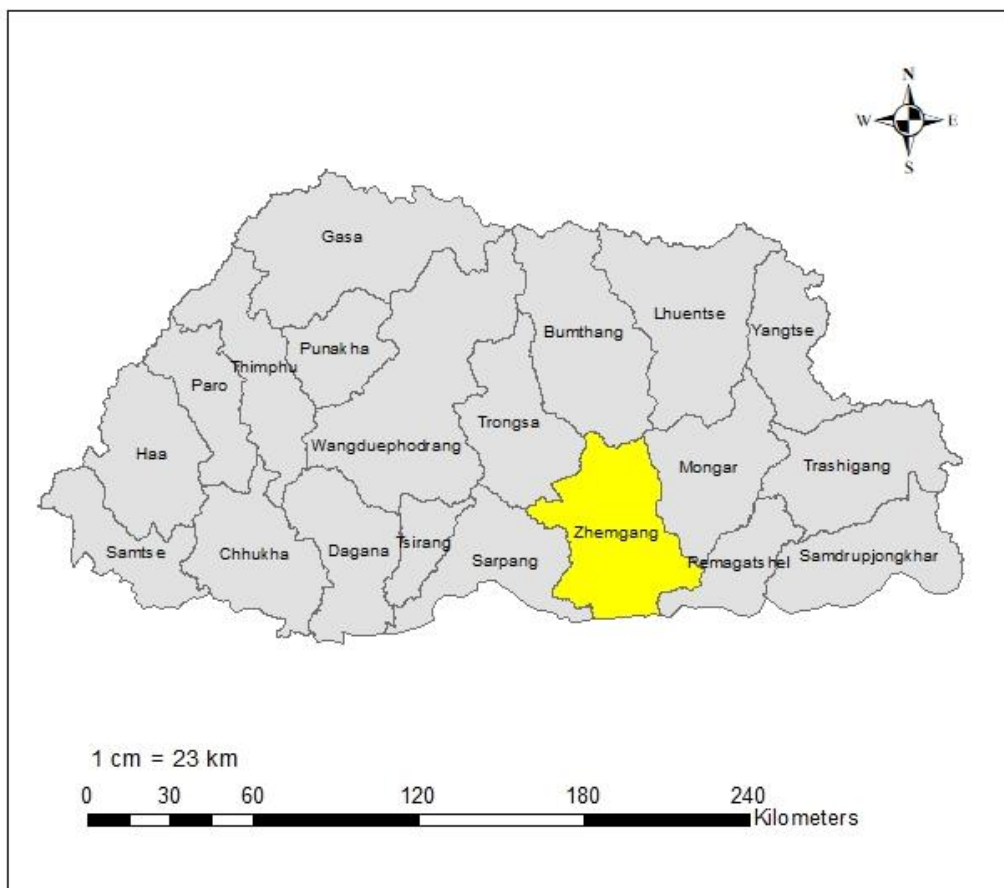 N
W E
S
Gasa
Lhuentse
Bumthang
Yangtse
Punakha
Thimphu
Paro
Trongsa
Wangduephodrang
Haa
Mongar
Trashigang
Zhemgang
Samtse
Chhukha
Dagana
Tsirang
Sarpang
Pemagatshel
Samdrupjongkhar
1 cm = 23 km
0 30 60 120 180 240
Kilometers